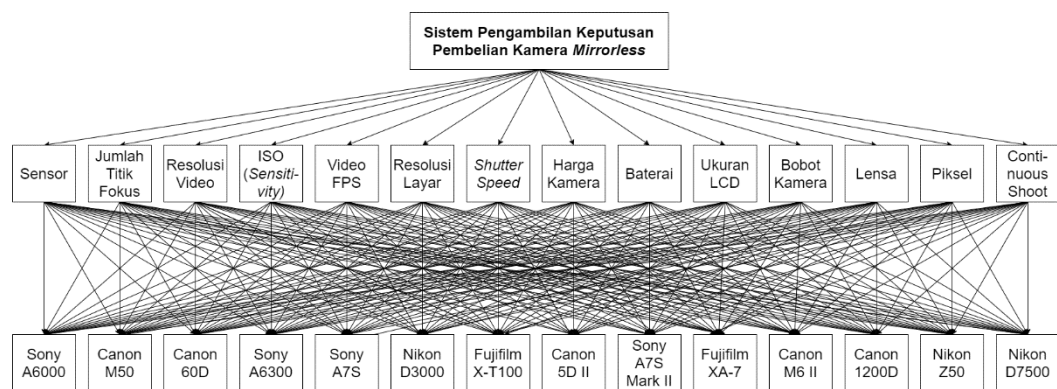 Sistem Pengambilan Keputusan
Pembelian Kamera Mirrorless
Sensor
Jumlah
Titik
Fokus
Resolusi
Video
ISO
(Sensiti-
vity)
Video
FPS
Resolusi
Layar
Shutter
Speed
Harga
Kamera
Baterai
Ukuran
LCD
Bobot
Kamera
Lensa
Piksel
Conti-
nuous
Shoot
Sony
A6000
Canon
M50
Canon
60D
Sony
A6300
Sony
A7S
Nikon
D3000
Fujifilm
X-T100
Canon
5D II
Sony
A7S
Mark II
Fujifilm
XA-7
Canon
M6 II
Canon
1200D
Nikon
Z50
Nikon
D7500